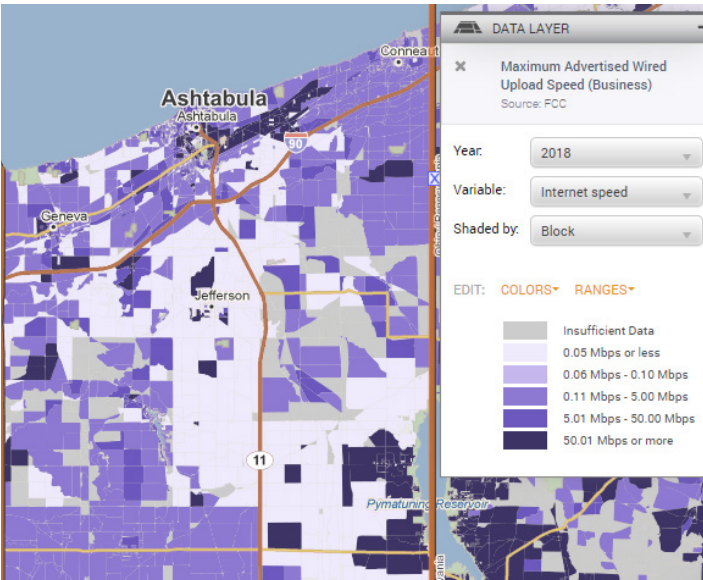 Conneaut
Ashtabula
Ashtabula
90
Geneva
Jefferson
11
Pymatuning Reservoir
DATA LAYER
Maximum Advertised Wired
Upload Speed (Business)
Source: FCC
Year: 2018
Variable: Internet speed
Shaded by: Block
EDIT: COLORS RANGES
Insufficient Data
0.05 Mbps or less
0.06 Mbps - 0.10 Mbps
0.11 Mbps - 5.00 Mbps
5.01 Mbps - 50.00 Mbps
50.01 Mbps or more